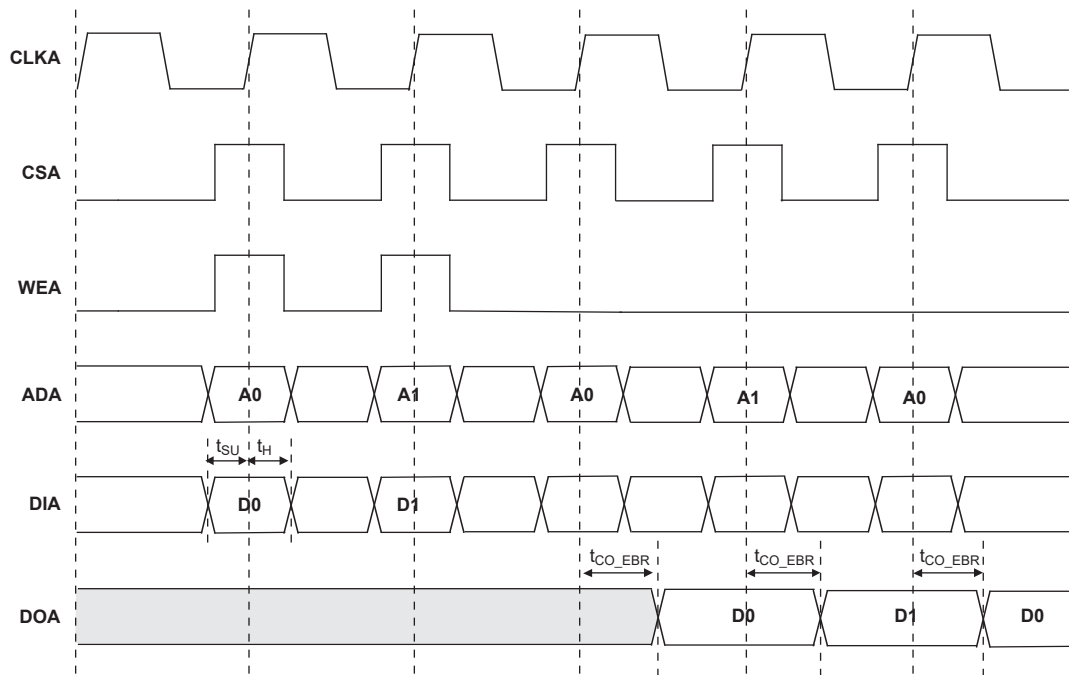 CLKA
CSA
WEA
ADA A0 A1 A0 A1 A0
tSU tH
DIA D0 D1
tCO_EBR tCO_EBR tCO_EBR
DOA D0 D1 D0